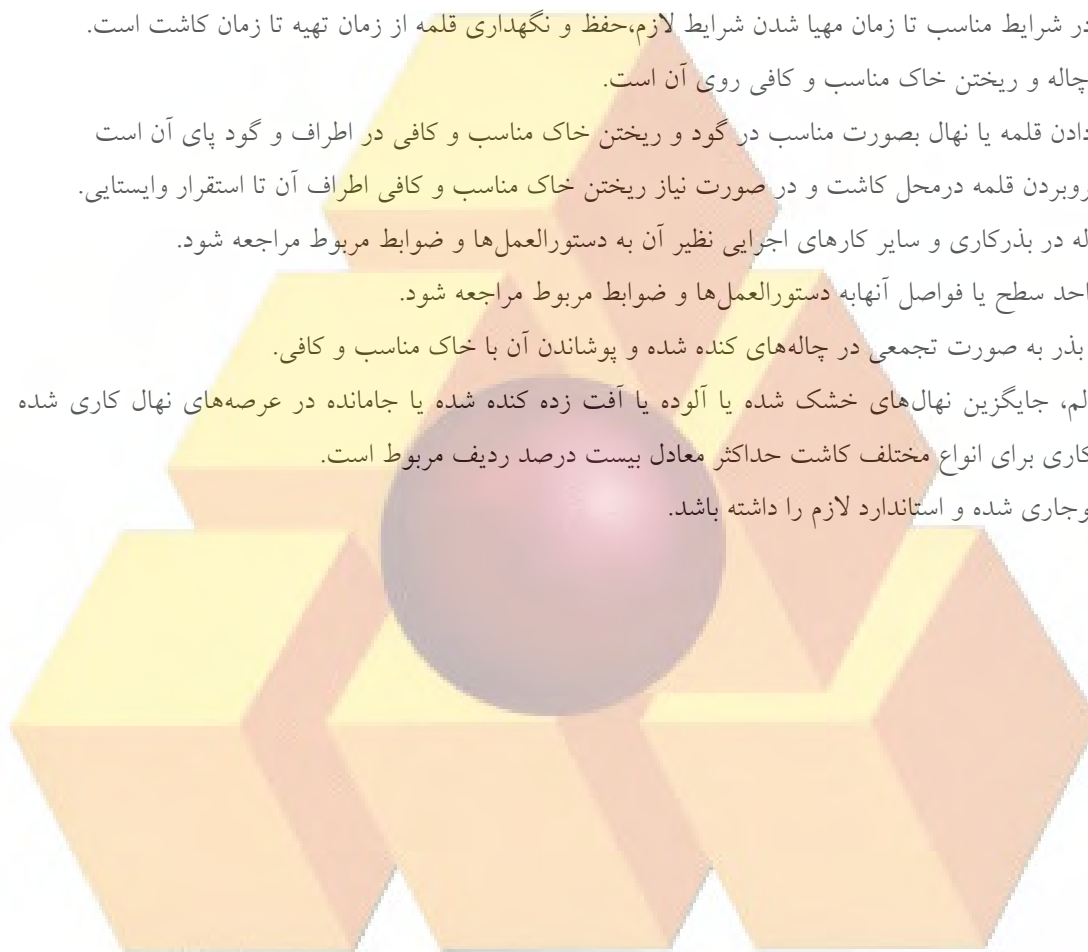 در شرایط مناسب تا زمان مهیا شدن شرایط لازم،حفظ و نگهداری قلمه از زمان تهیه تا زمان کاشت است.
چاله و ریختن خاک مناسب و کافی روی آن است.
دادن قلمه یا نهال بصورت مناسب در گود و ریختن خاک مناسب و کافی در اطراف و گود پای آن است
روبردن قلمه درمحل کاشت و در صورت نیاز ریختن خاک مناسب و کافی اطراف آن تا استقرار وایستایی.
له در بذرکاری و سایر کارهای اجرایی نظیر آن به دستورالعمل‌ها و ضوابط مربوط مراجعه شود.
احد سطح یا فواصل آنهابه دستورالعمل‌ها و ضوابط مربوط مراجعه شود.
بذر به صورت تجمعی در چاله‌های کنده شده و پوشاندن آن با خاک مناسب و کافی.
لم، جایگزین نهال‌های خشک شده یا آلوده یا آفت زده کنده شده یا جامانده در عرصه‌های نهال کاری شده
کاری برای انواع مختلف کاشت حداکثر معادل بیست درصد ردیف مربوط است.
وجاری شده و استاندارد لازم را داشته باشد.